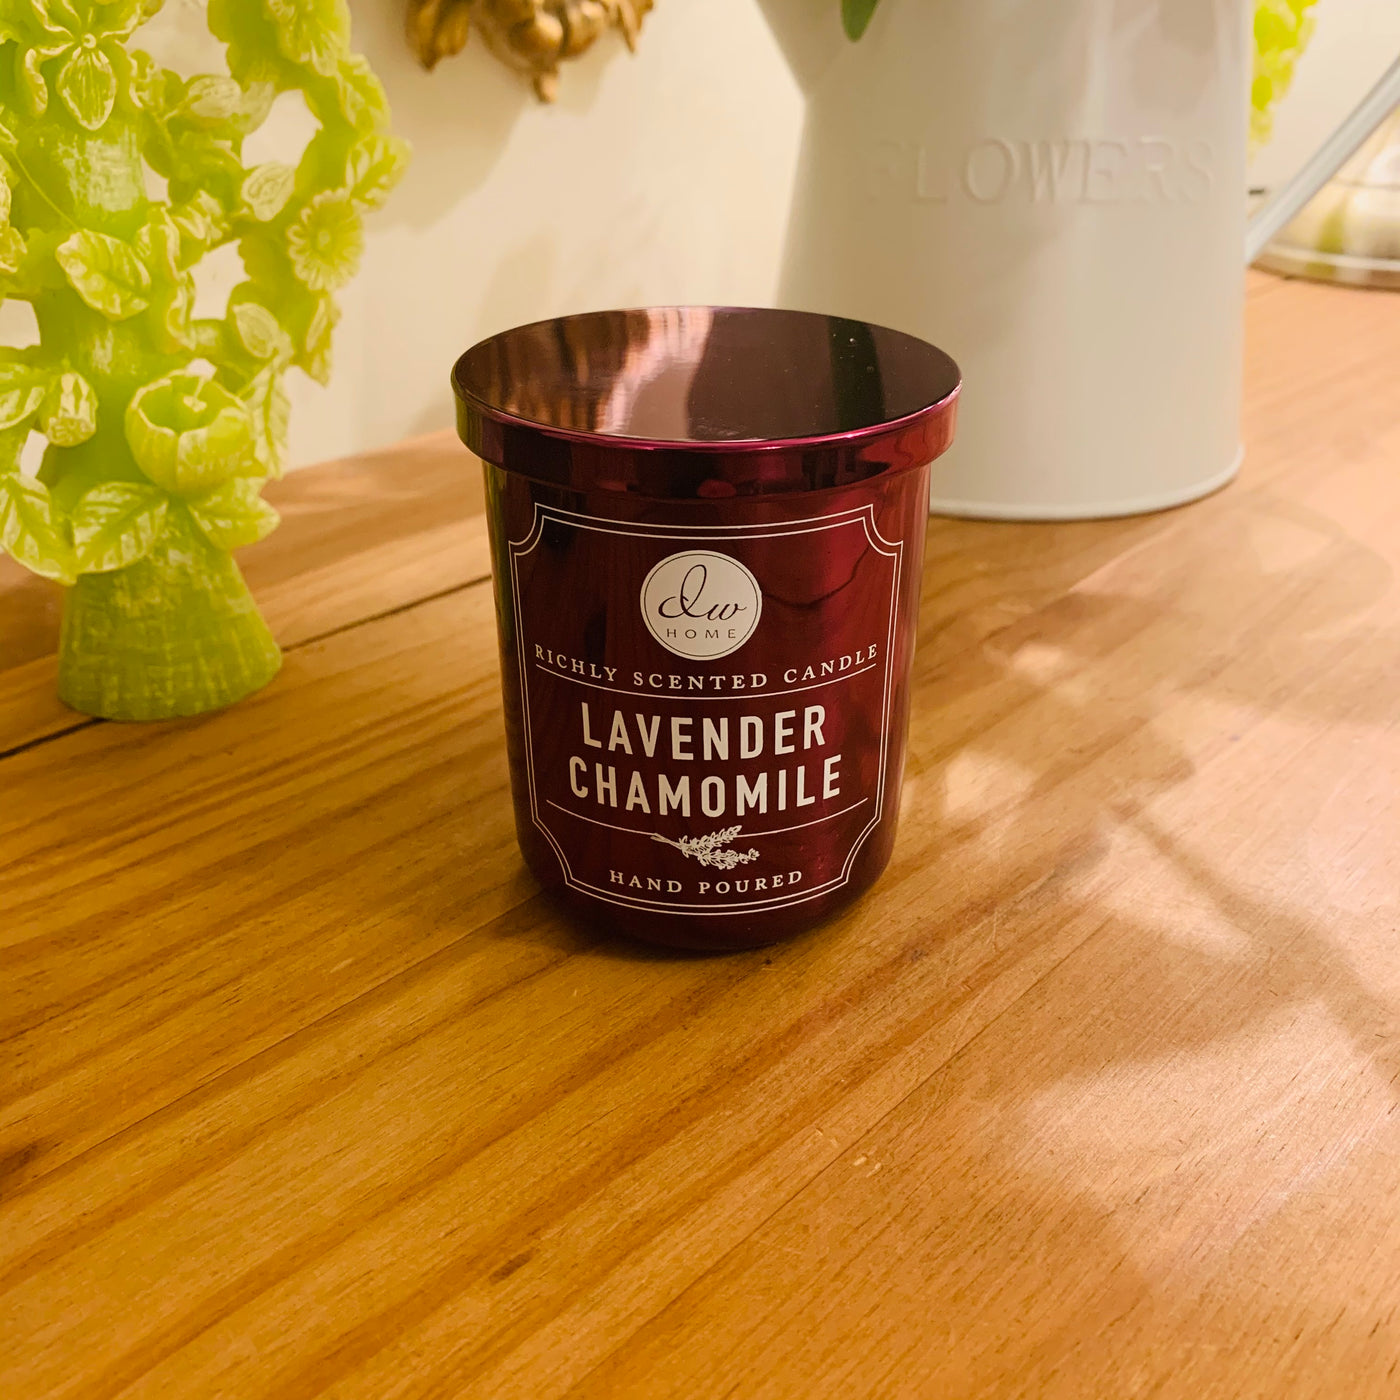 FLOWERS
dw
HOME
RICHLY SCENTED CANDLE
LAVENDER
CHAMOMILE
HAND POURED